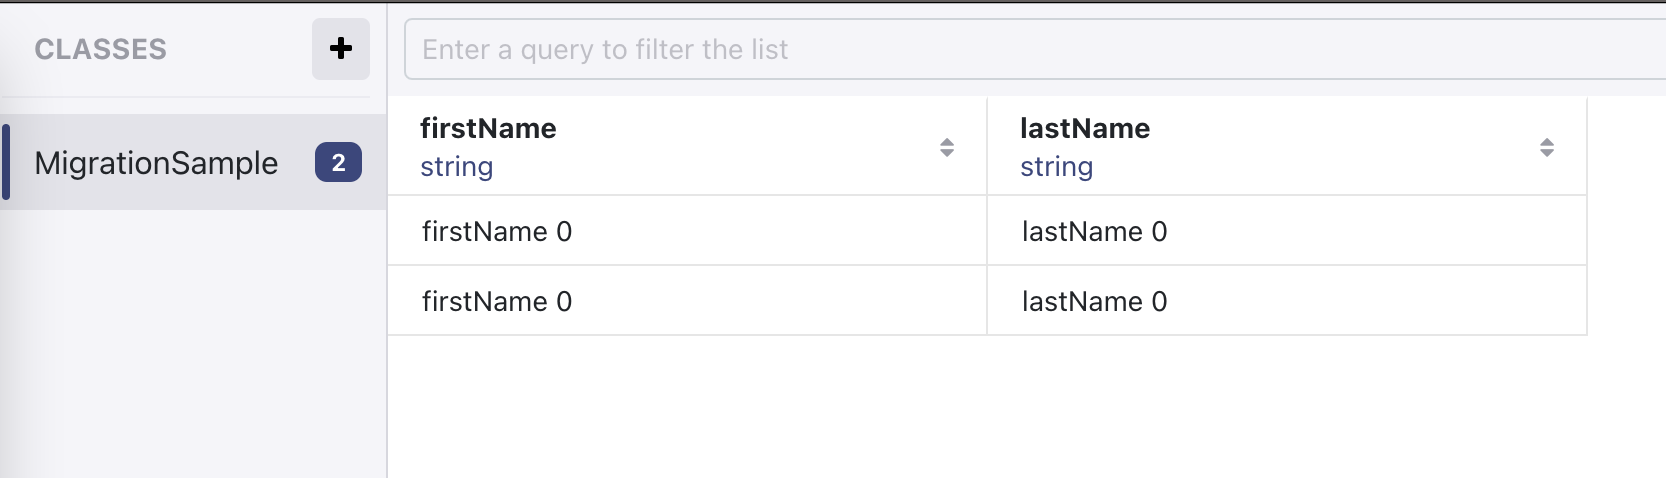 CLASSES
Enter a query to filter the list
MigrationSample 2
firstName lastName
string string
firstName 0 lastName 0
firstName 0 lastName 0